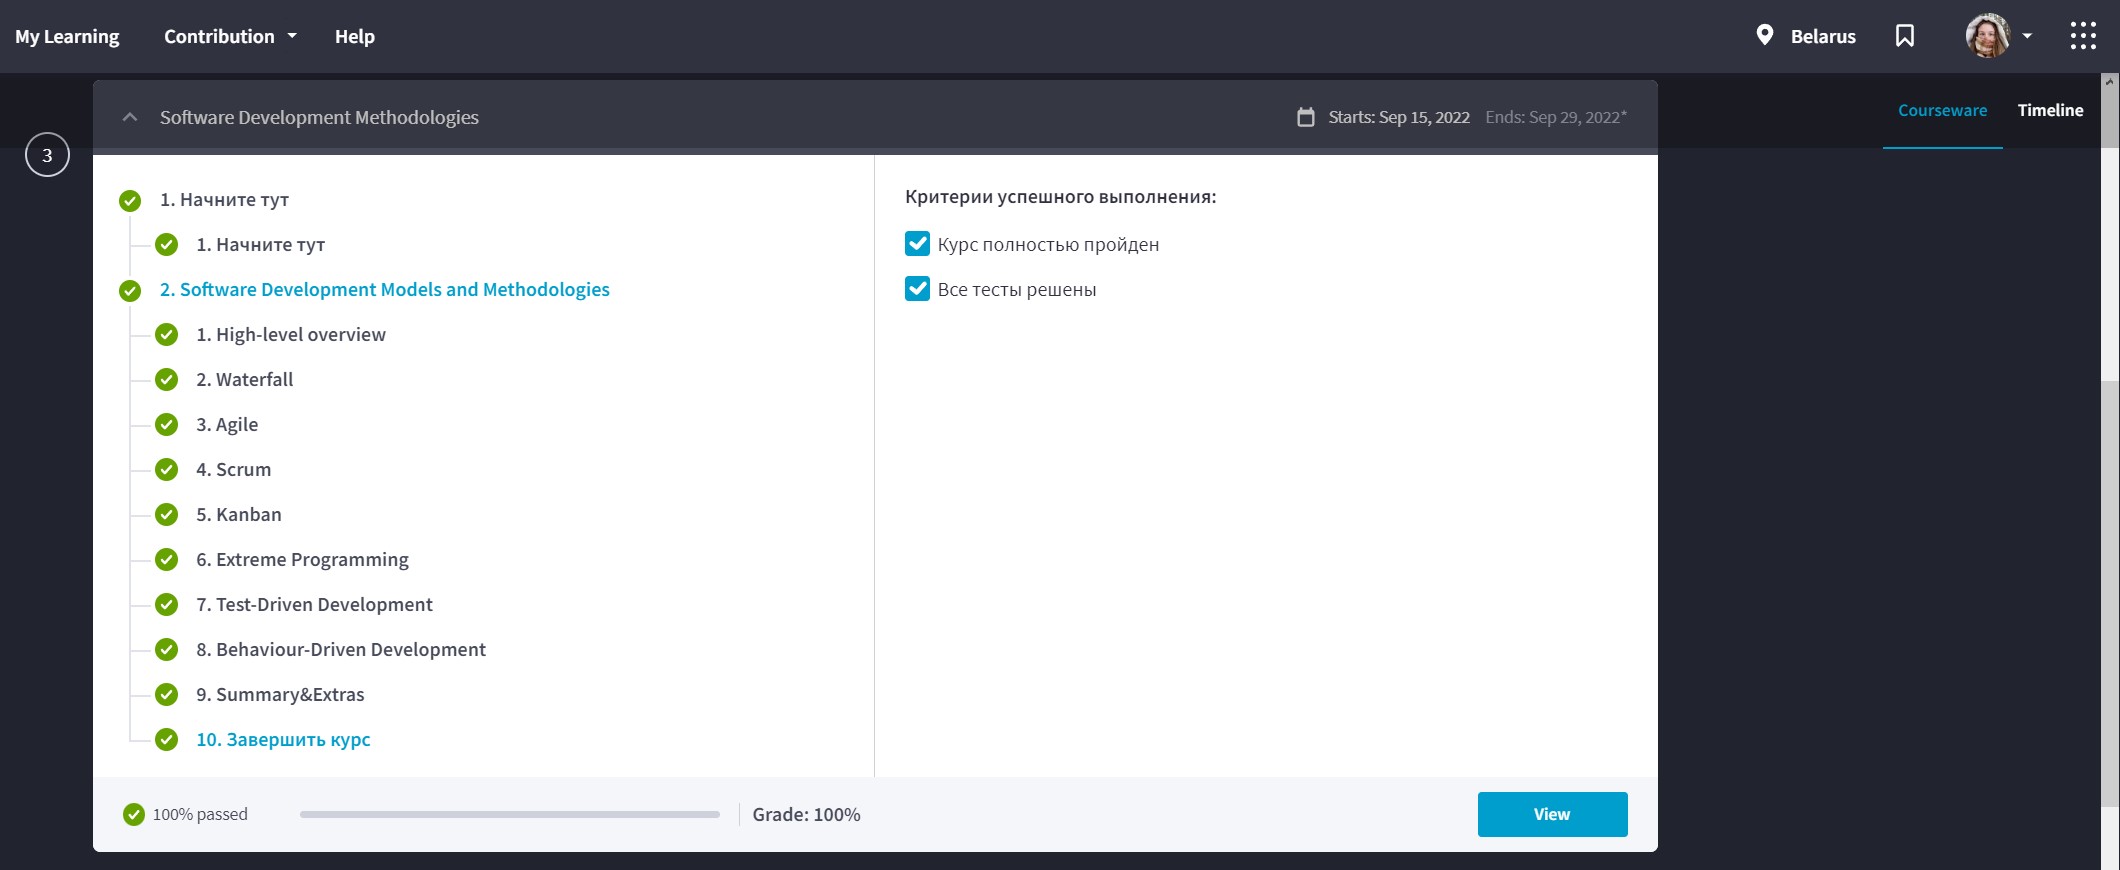 My Learning Contribution Help Belarus
Software Development Methodologies Starts: Sep 15, 2022 Ends: Sep 29, 2022*
Courseware Timeline
3
1. Начните тут
1. Начните тут
2. Software Development Models and Methodologies
1. High-level overview
2. Waterfall
3. Agile
4. Scrum
5. Kanban
6. Extreme Programming
7. Test-Driven Development
8. Behaviour-Driven Development
9. Summary&Extras
10. Завершить курс
Критерии успешного выполнения:
Курс полностью пройден
Все тесты решены
100% passed Grade: 100% View